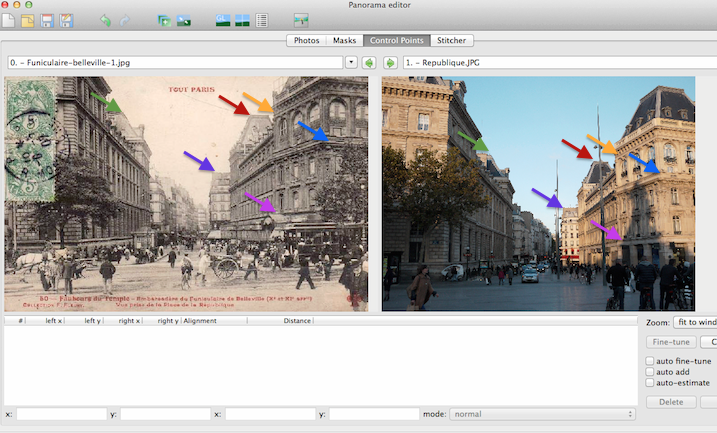 Panorama editor
Photos
Masks
Control Points
Stitcher
0. - Funiculaire-belleville-1.jpg
1. - Republique.JPG
TOUT PARIS
80 - Faubourg du Temple - Embarcadère du Funiculaire de Belleville (Xe et XIe arrt)
Vue prise de la Place de la République
# left x left y right x right y Alignment Distance
Zoom: fit to wind
Fine-tune
auto fine-tune
auto add
auto-estimate
Delete
x: y: x: y: mode: normal